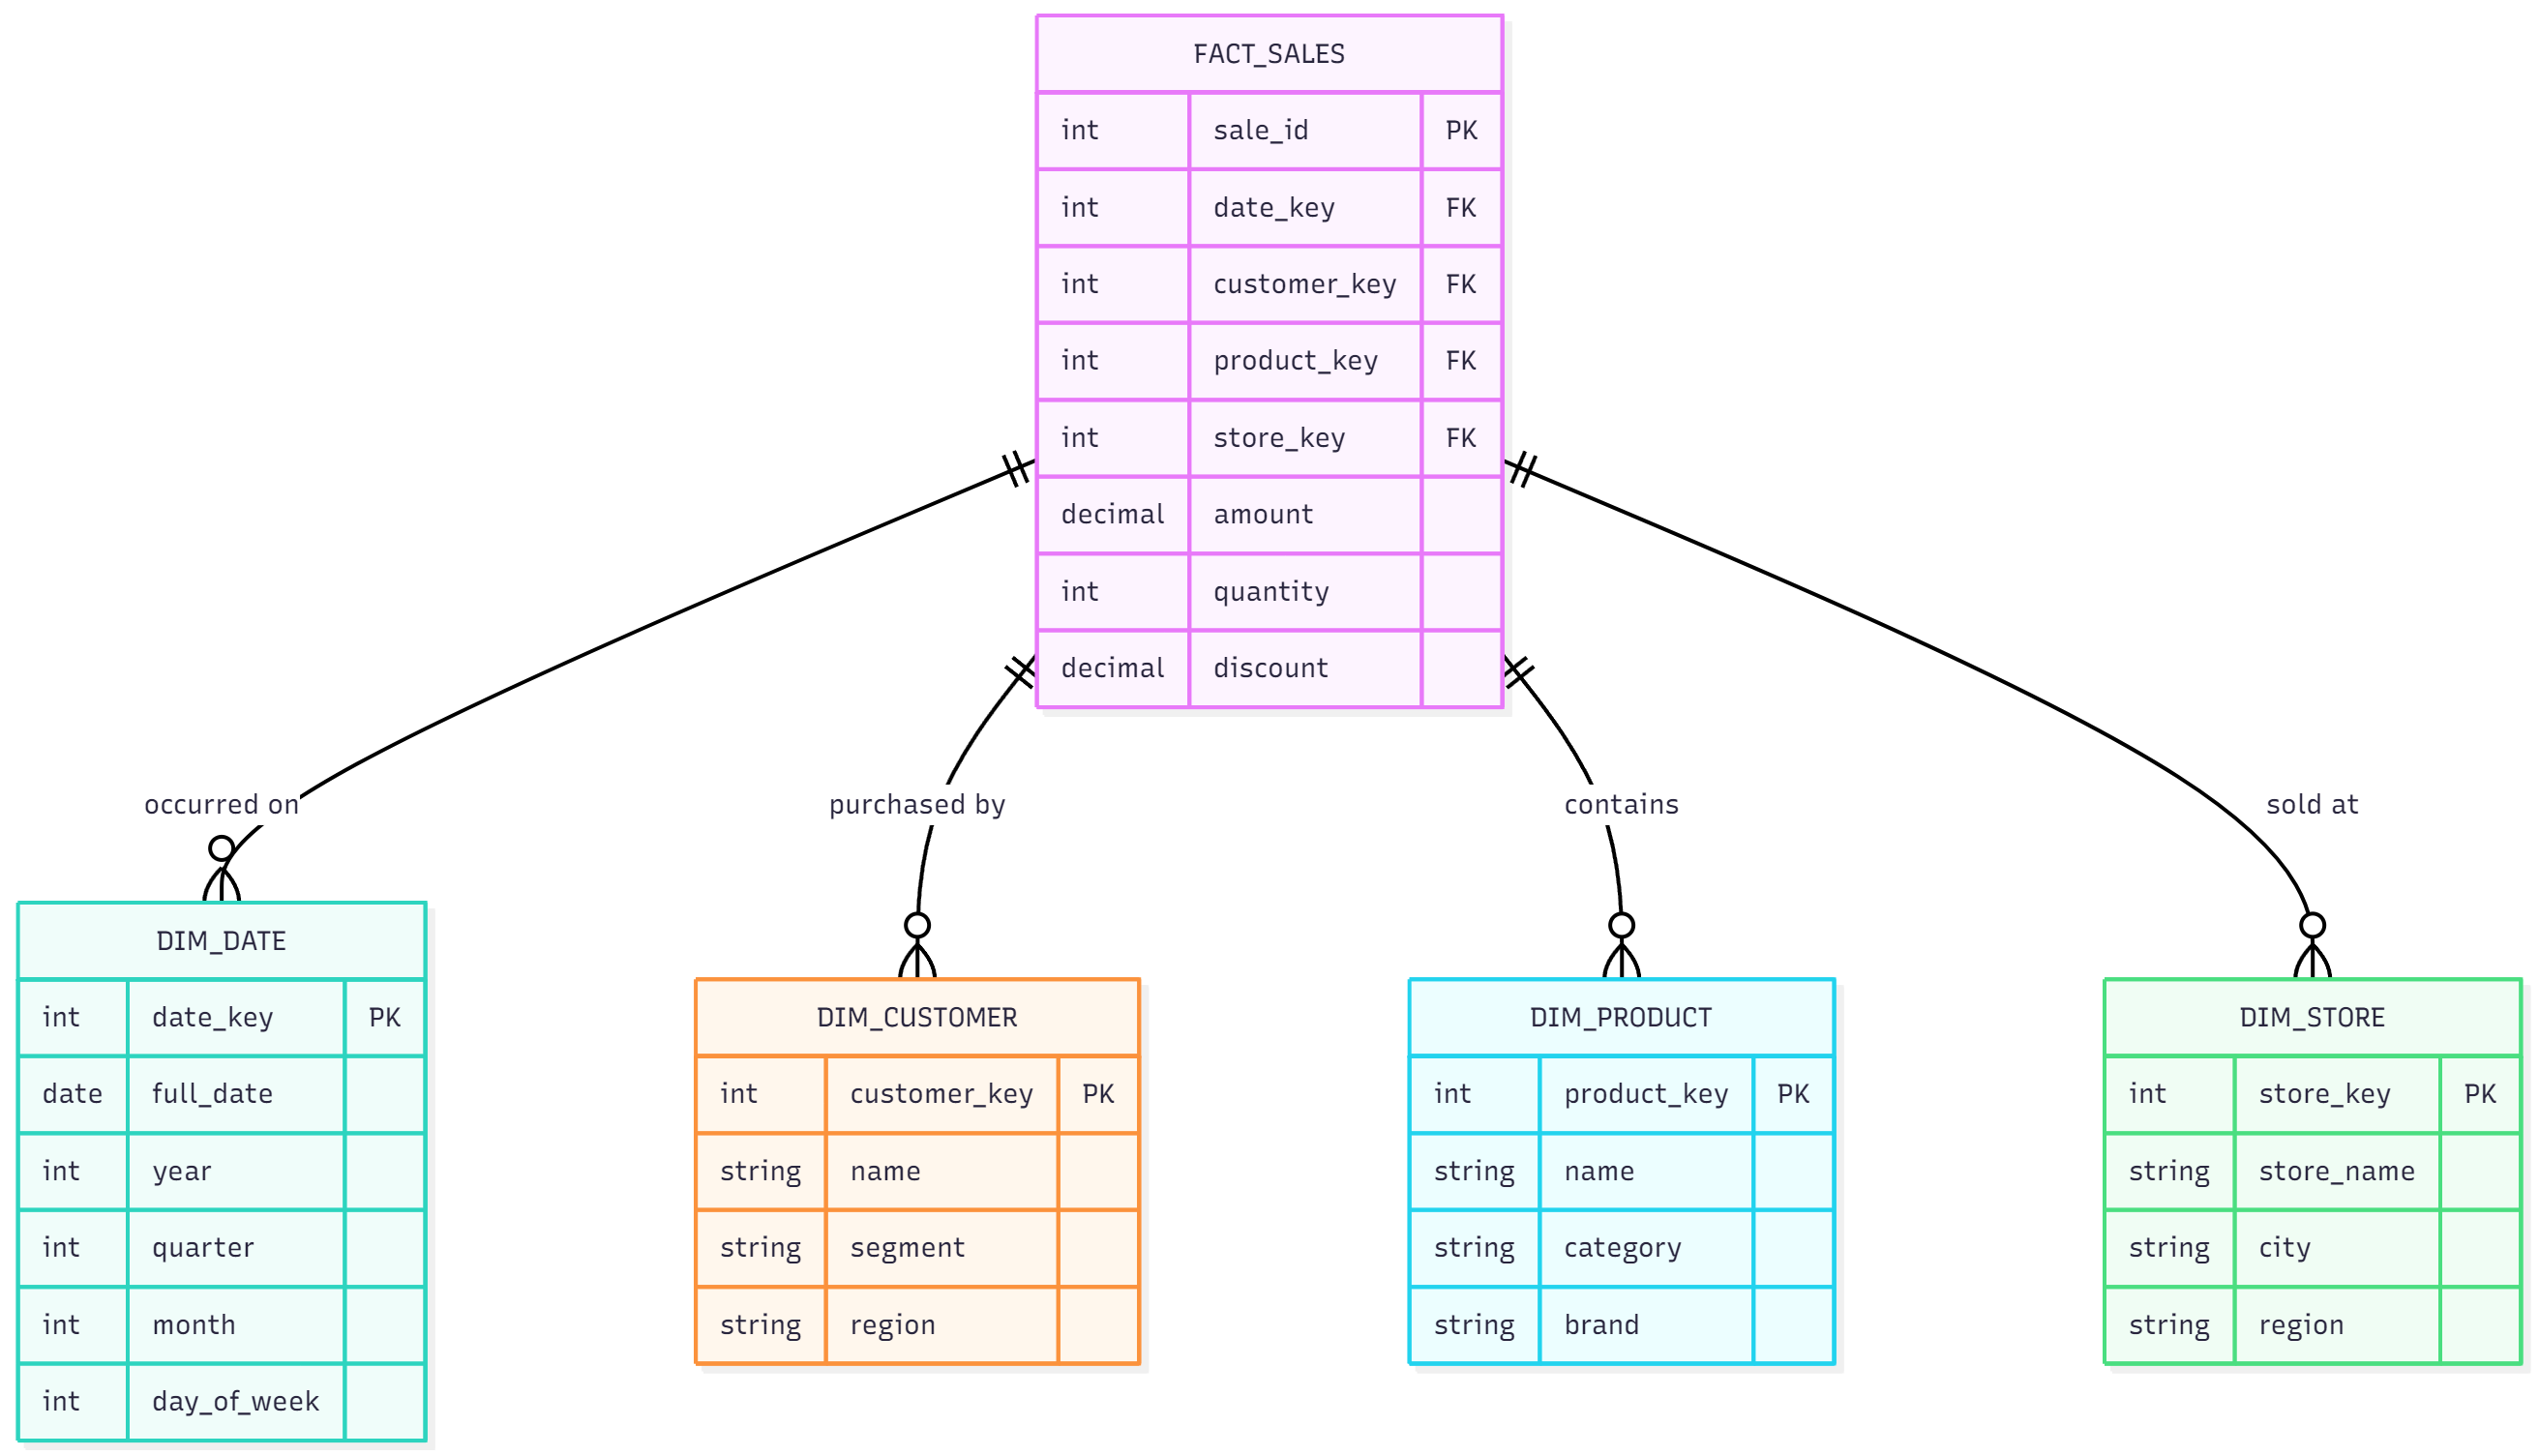 FACT_SALES
int sale_id PK
int date_key FK
int customer_key FK
int product_key FK
int store_key FK
decimal amount
int quantity
decimal discount
occurred on
purchased by
contains
sold at
DIM_DATE
int date_key PK
date full_date
int year
int quarter
int month
int day_of_week
DIM_CUSTOMER
int customer_key PK
string name
string segment
string region
DIM_PRODUCT
int product_key PK
string name
string category
string brand
DIM_STORE
int store_key PK
string store_name
string city
string region